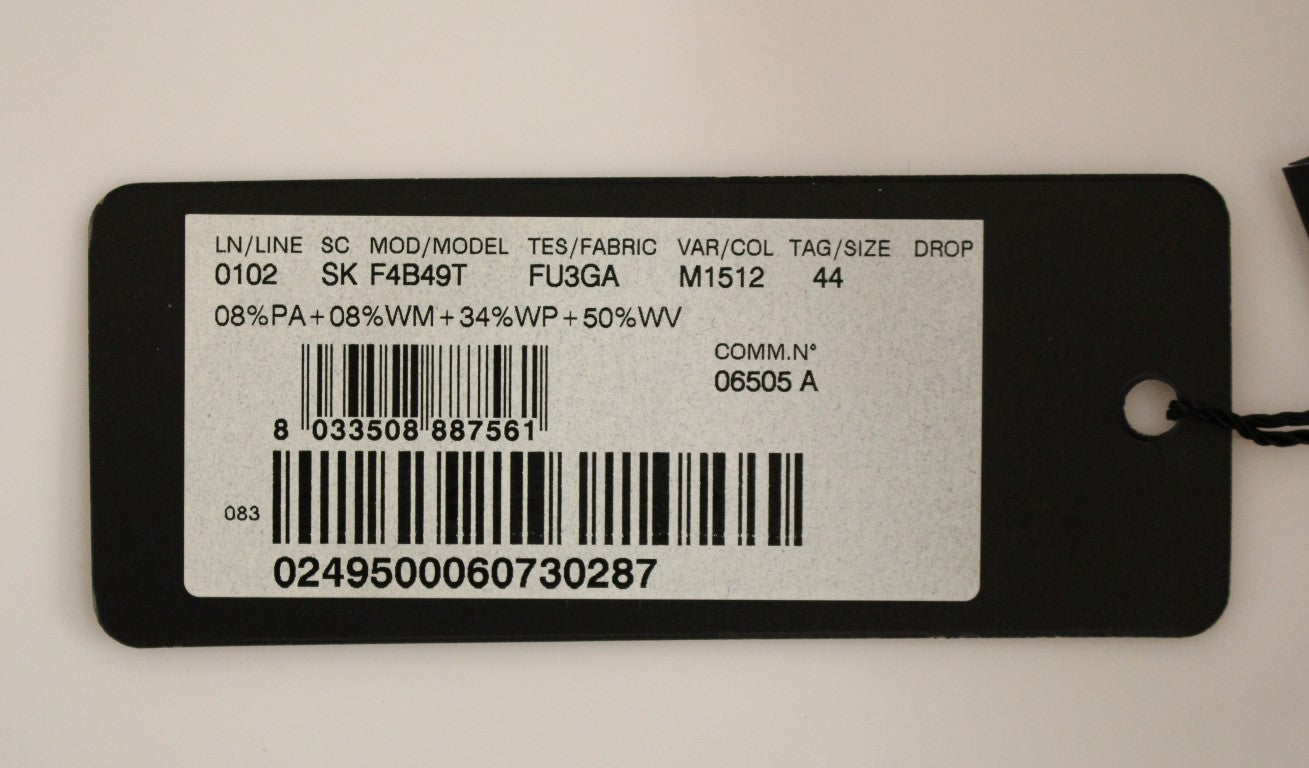 LN/LINE SC MOD/MODEL TES/FABRIC VAR/COL TAG/SIZE DROP
0102 SK F4B49T FU3GA M1512 44
08%PA+08%WM+34%WP+50%WV
COMM.N°
06505 A
8 033508 887561
083
0249500060730287